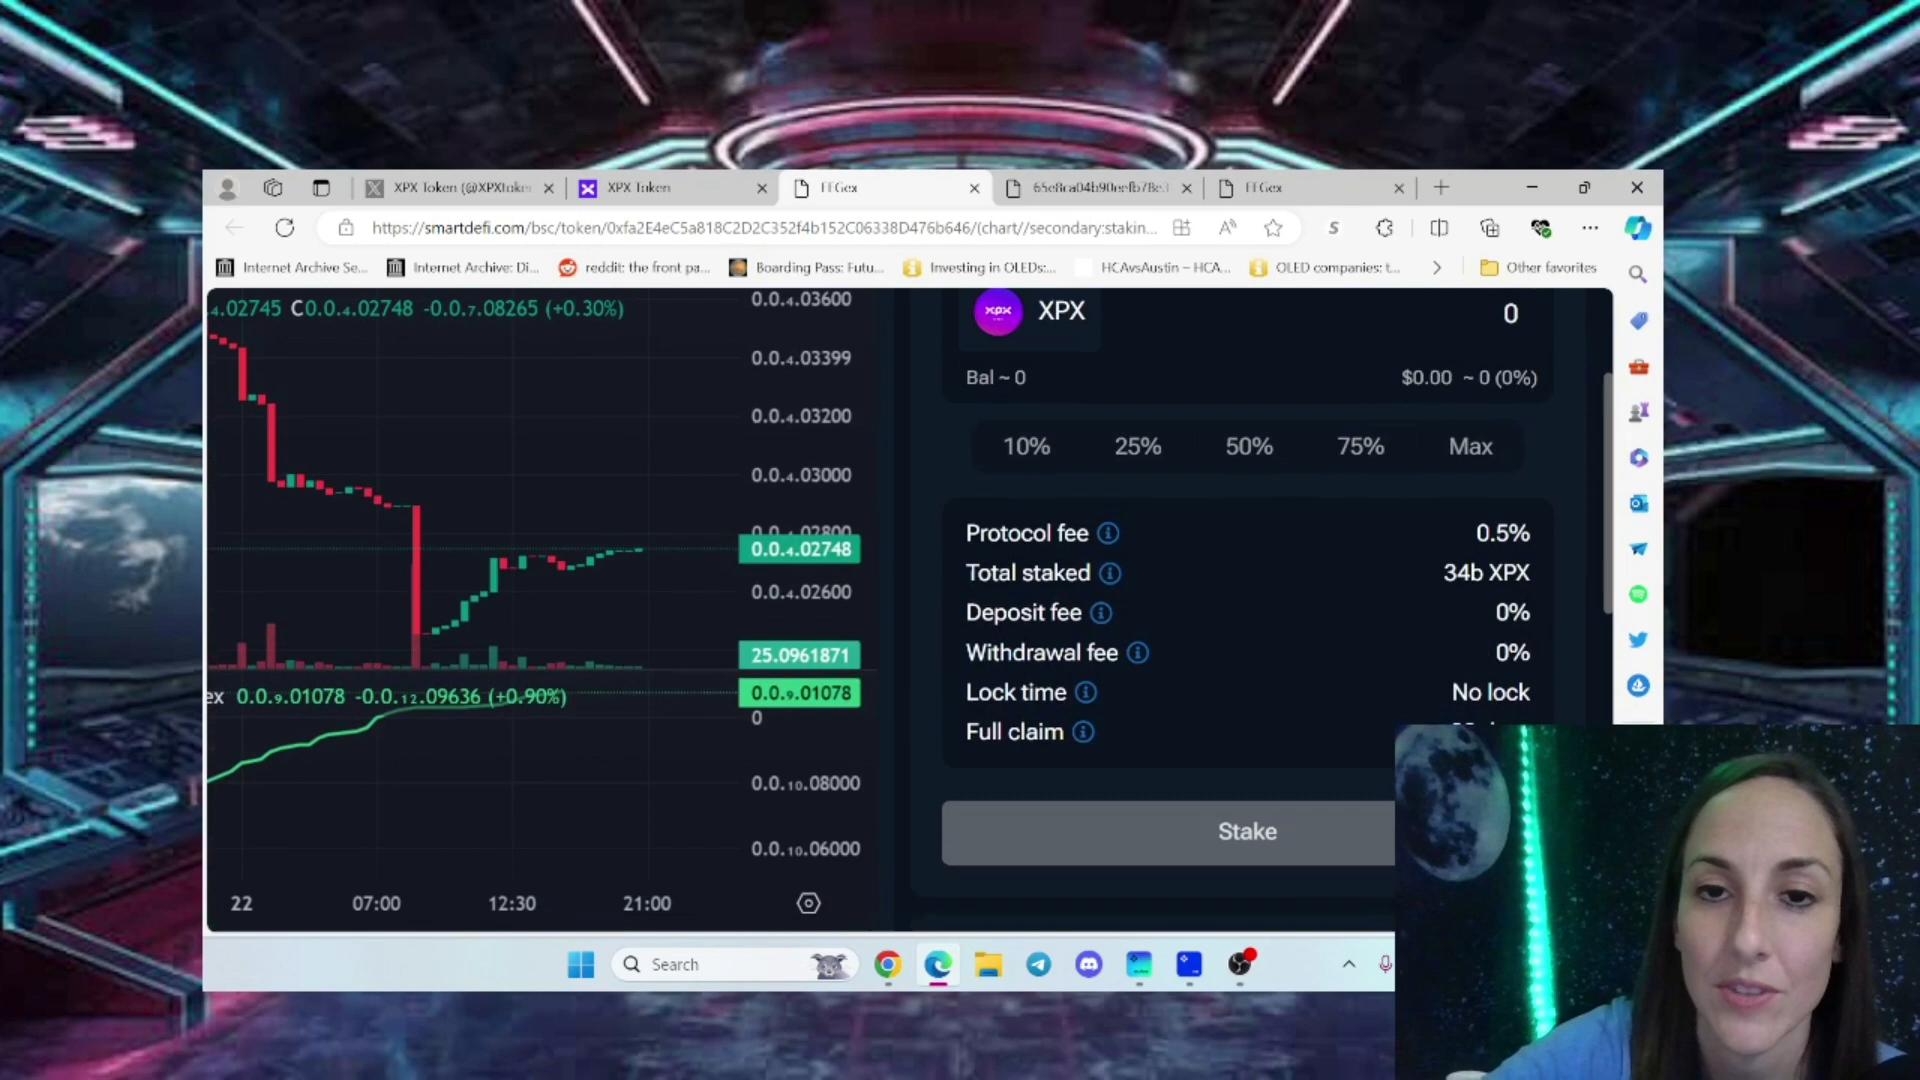 XPX Token (@XPXtoken
XPX Token
FEGex
FEGex
https://smartdefi.com/bsc/token/0xfa2E4eC5a818C2D2C352f4b152C06338D476b646/(chart//secondary:stakin...
Internet Archive Se...
Internet Archive: Di...
reddit: the front pa...
Boarding Pass: Futu...
Investing in OLEDs:...
HCAvsAustin – HCA...
OLED companies: t...
Other favorites
4.02745 C0.0.₄.02748 -0.0.₇.08265 (+0.30%)
0.0.₄.03600
0.0.₄.03399
0.0.₄.03200
0.0.₄.03000
0.0.₄.02800
0.0.₄.02748
0.0.₄.02600
25.0961871
ex 0.0.₉.01078 -0.0.₁₂.09636 (+0.90%)
0.0.₉.01078
0
0.0.₁₀.08000
0.0.₁₀.06000
22
07:00
12:30
21:00
xpx
XPX
0
Bal ~ 0
$0.00 ~ 0 (0%)
10% 25% 50% 75% Max
Protocol fee 0.5%
Total staked 34b XPX
Deposit fee 0%
Withdrawal fee 0%
Lock time No lock
Full claim
Stake
Search